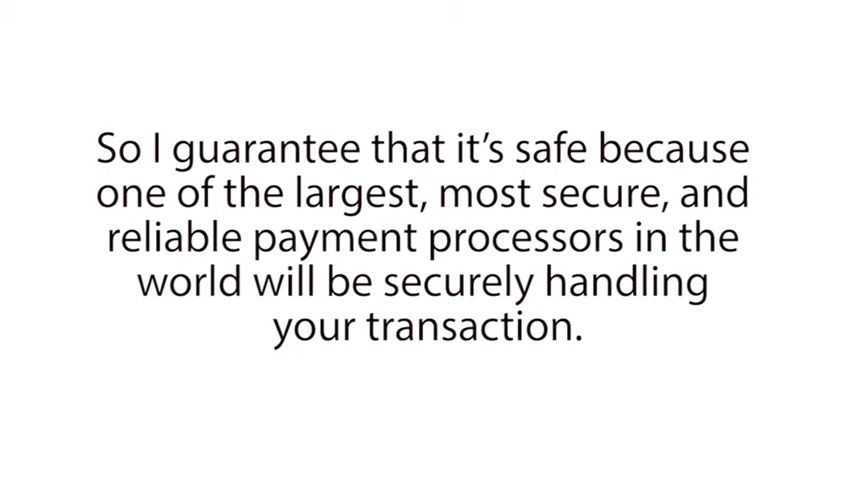 So I guarantee that it’s safe because
one of the largest, most secure, and
reliable payment processors in the
world will be securely handling
your transaction.